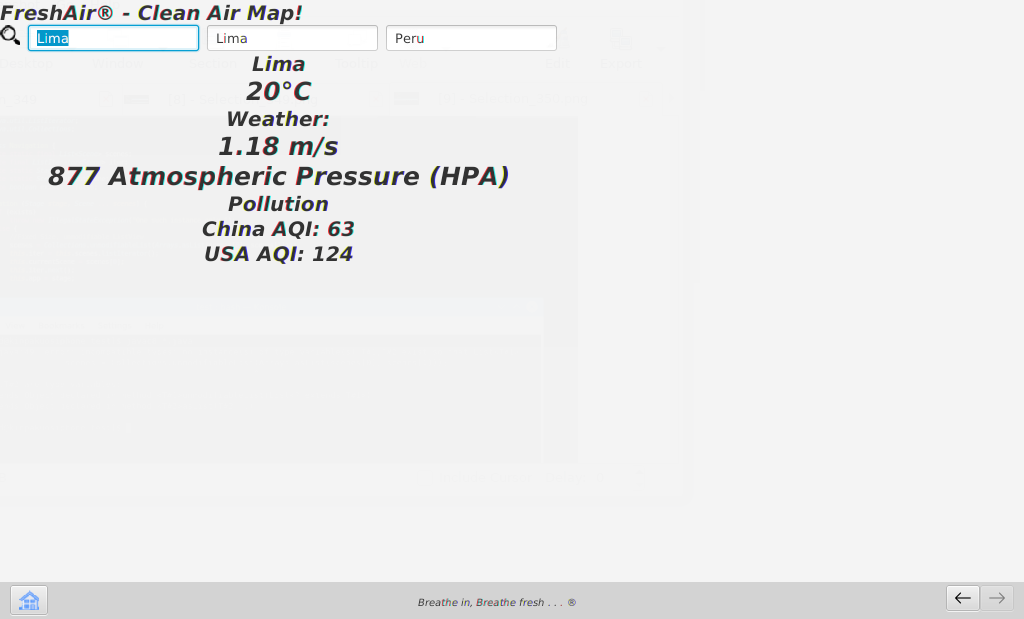 FreshAir® - Clean Air Map!
Lima Lima Peru
Lima
20°C
Weather:
1.18 m/s
877 Atmospheric Pressure (HPA)
Pollution
China AQI: 63
USA AQI: 124
Breathe in, Breathe fresh . . . ®